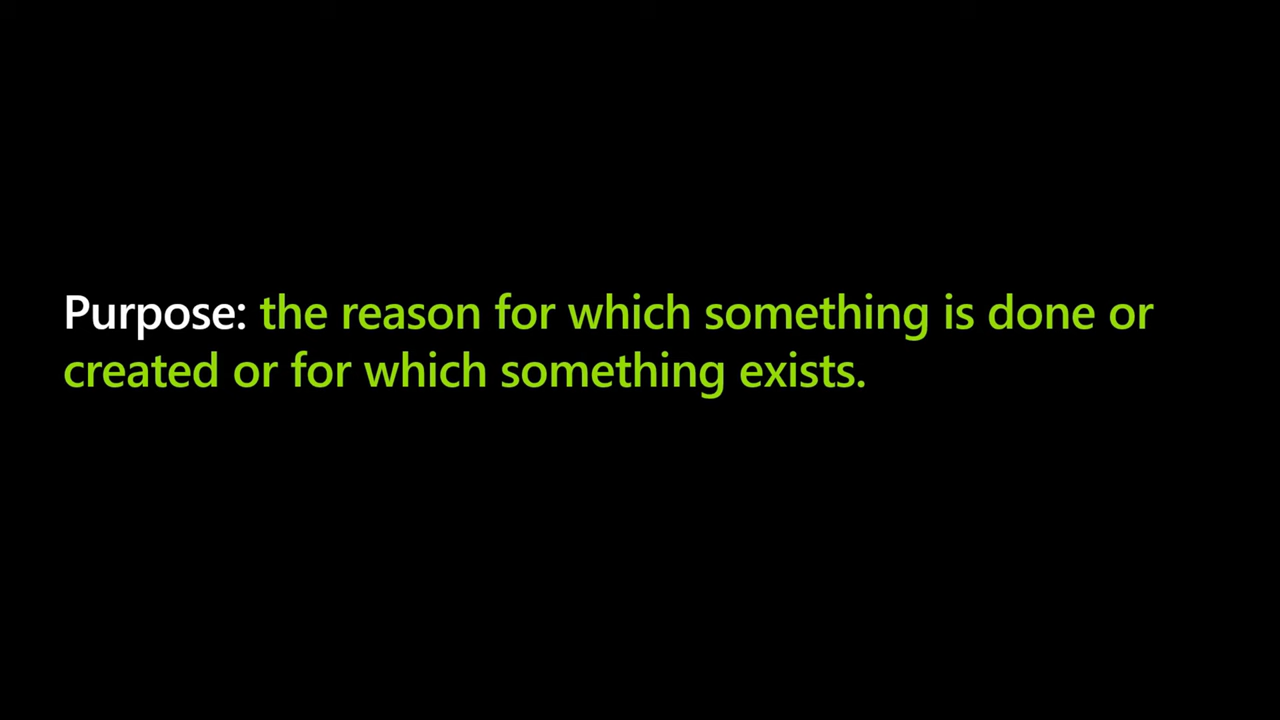 Purpose: the reason for which something is done or
created or for which something exists.